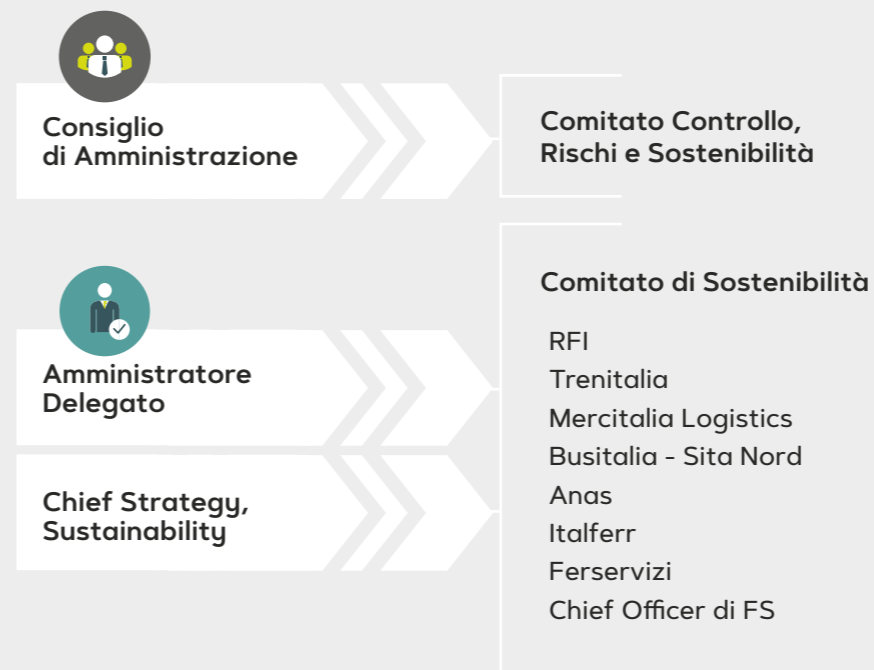 Consiglio
di Amministrazione
Comitato Controllo,
Rischi e Sostenibilità
Amministratore
Delegato
Chief Strategy,
Sustainability
Comitato di Sostenibilità
RFI
Trenitalia
Mercitalia Logistics
Busitalia - Sita Nord
Anas
Italferr
Ferservizi
Chief Officer di FS